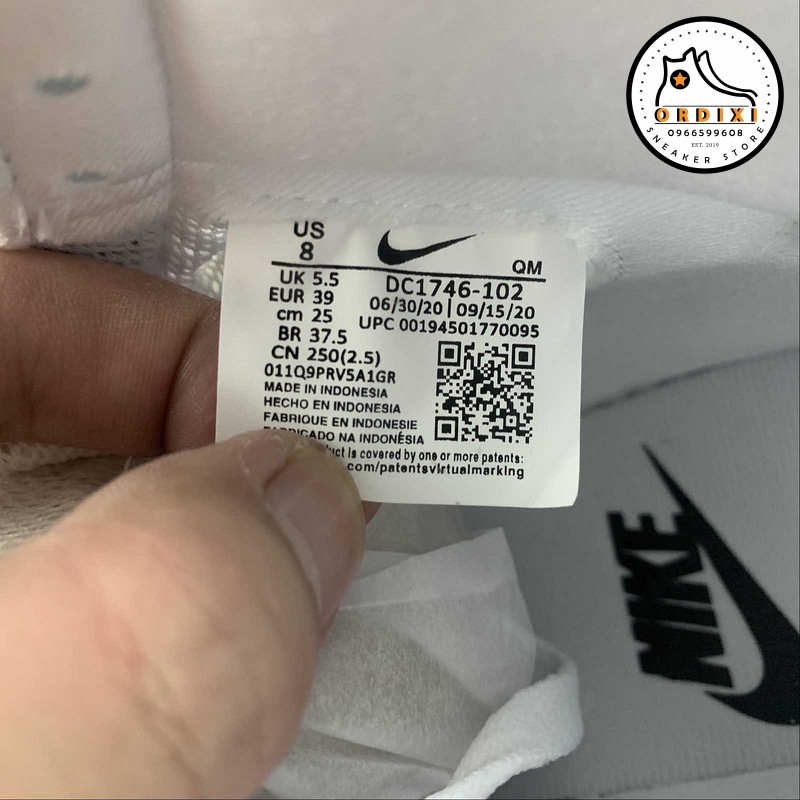 ORDIXI
0966599608
EST. 2019
SNEAKER STORE
US
8
QM
UK 5.5
EUR 39
cm 25
BR 37.5
CN 250(2.5)
DC1746-102
06/30/20 | 09/15/20
UPC 00194501770095
011Q9PRV5A1GR
MADE IN INDONESIA
HECHO EN INDONESIA
FABRIQUE EN INDONESIE
FABRICADO NA INDONÉSIA
is covered by one or more patents:
.com/patentsvirtualmarking
NIKE